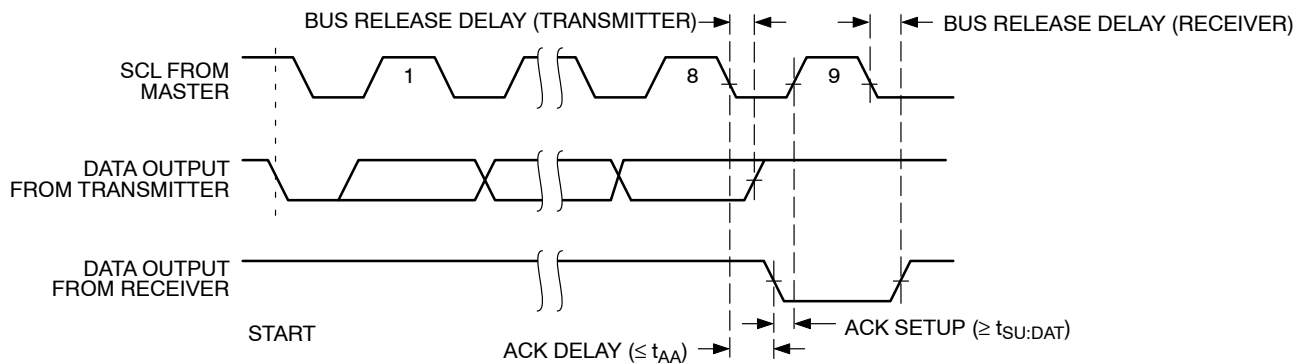 BUS RELEASE DELAY (TRANSMITTER)
BUS RELEASE DELAY (RECEIVER)
SCL FROM
MASTER
1
8
9
DATA OUTPUT
FROM TRANSMITTER
DATA OUTPUT
FROM RECEIVER
START
ACK SETUP (≥ tSU:DAT)
ACK DELAY (≤ tAA)